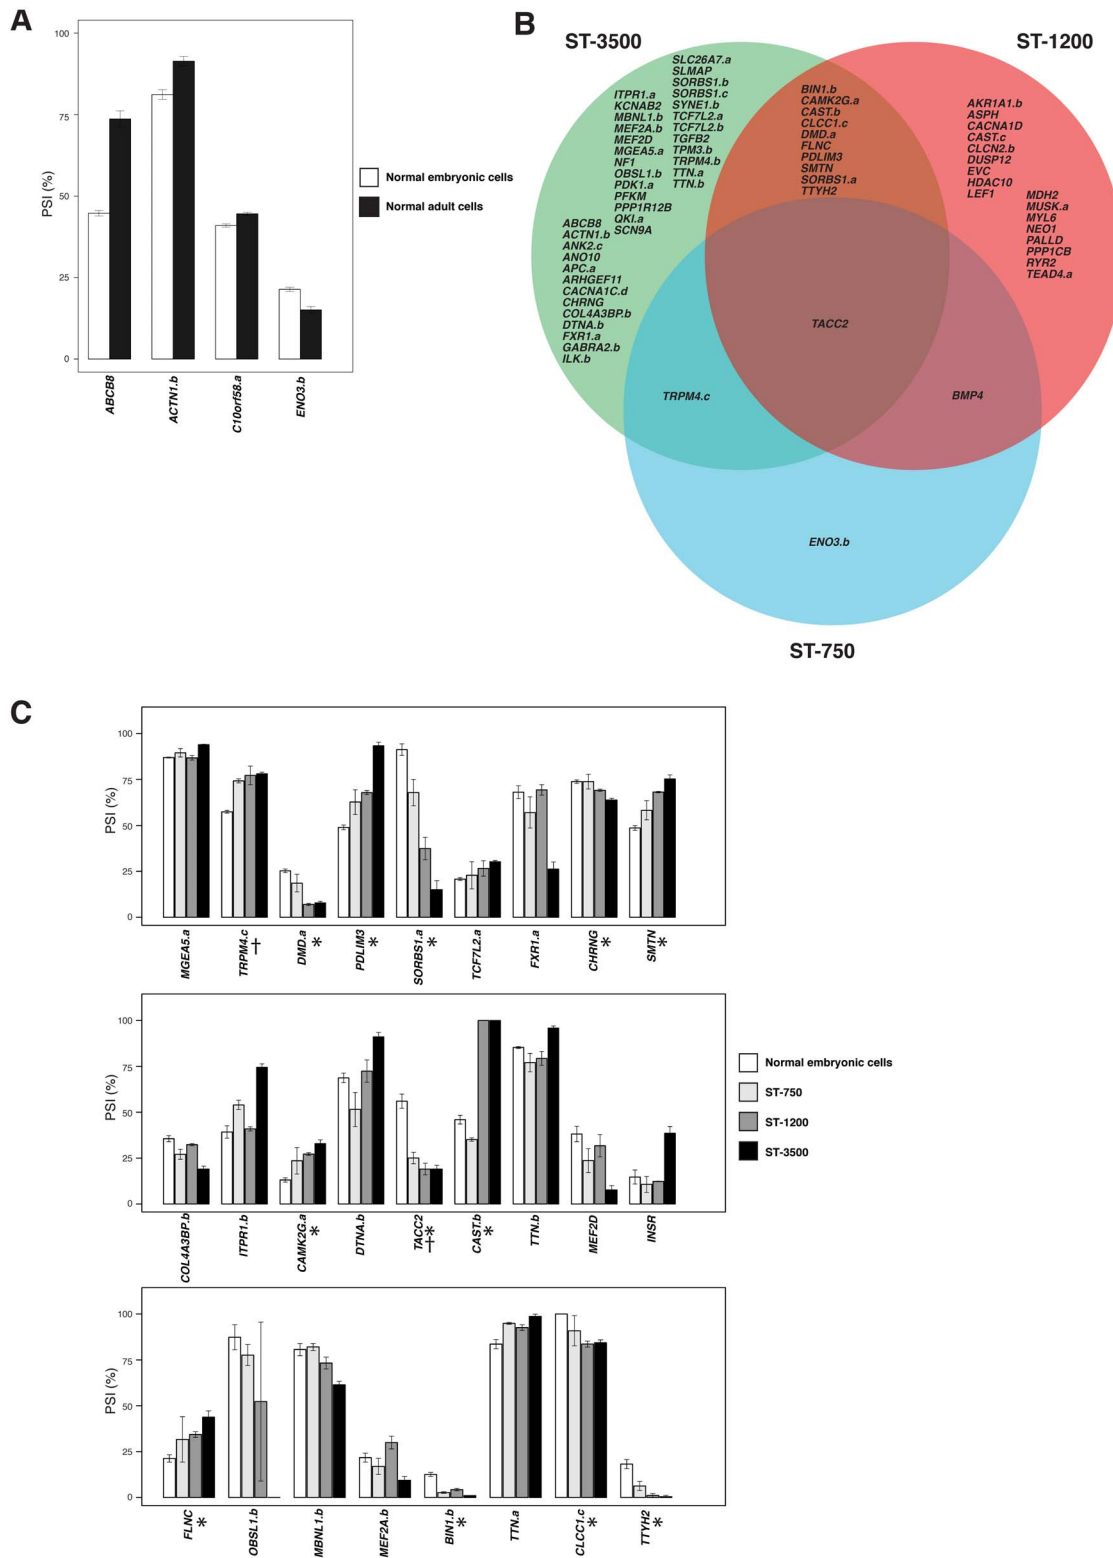 A
100
75
50
25
0
PSI (%)
ABCB8
ACTN1.b
C10orf58.a
ENO3.b
Normal embryonic cells
Normal adult cells
B
ST-3500
ST-1200
SLC26A7.a
SLMAP
SORBS1.b
SORBS1.c
SYNE1.b
TCF7L2.a
TCF7L2.b
TGFB2
TPM3.b
TRPM4.b
TTN.a
TTN.b
ITPR1.a
KCNAB2
MBNL1.b
MEF2A.b
MEF2D
MGEA5.a
NF1
OBSL1.b
PDK1.a
PFKM
PPP1R12B
QKI.a
SCN9A
ABCB8
ACTN1.b
ANK2.c
ANO10
APC.a
ARHGEF11
CACNA1C.d
CHRNG
COL4A3BP.b
DTNA.b
FXR1.a
GABRA2.b
ILK.b
BIN1.b
CAMK2G.a
CAST.b
CLCC1.c
DMD.a
FLNC
PDLIM3
SMTN
SORBS1.a
TTYH2
AKR1A1.b
ASPH
CACNA1D
CAST.c
CLCN2.b
DUSP12
EVC
HDAC10
LEF1
MDH2
MUSK.a
MYL6
NEO1
PALLD
PPP1CB
RYR2
TEAD4.a
TACC2
TRPM4.c
BMP4
ENO3.b
ST-750
C
100
75
50
25
0
PSI (%)
MGEA5.a
TRPM4.c †
DMD.a *
PDLIM3 *
SORBS1.a *
TCF7L2.a
FXR1.a
CHRNG *
SMTN *
100
75
50
25
0
PSI (%)
COL4A3BP.b
ITPR1.b
CAMK2G.a *
DTNA.b
TACC2 * †
CAST.b *
TTN.b
MEF2D
INSR
Normal embryonic cells
ST-750
ST-1200
ST-3500
100
75
50
25
0
PSI (%)
FLNC *
OBSL1.b
MBNL1.b
MEF2A.b
BIN1.b *
TTN.a
CLCC1.c *
TTYH2 *